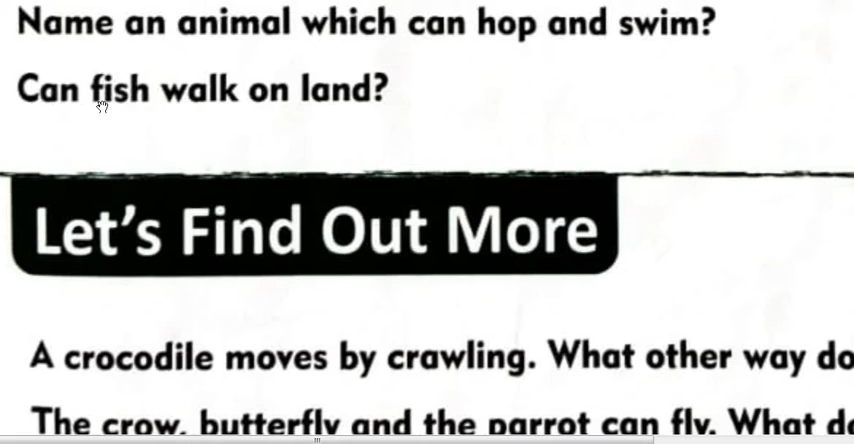 Name an animal which can hop and swim?
Can fish walk on land?
Let's Find Out More
A crocodile moves by crawling. What other way do
The crow, butterfly and the parrot can fly. What do